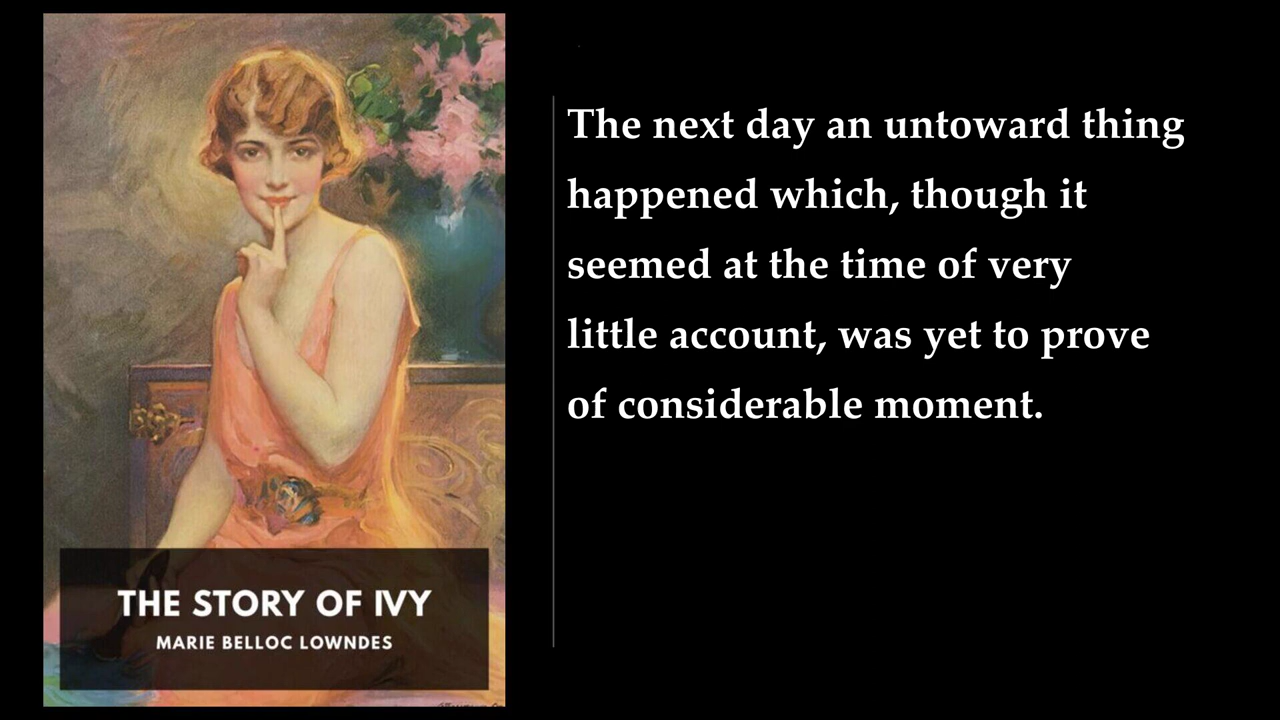 THE STORY OF IVY
MARIE BELLOC LOWNDES
The next day an untoward thing
happened which, though it
seemed at the time of very
little account, was yet to prove
of considerable moment.